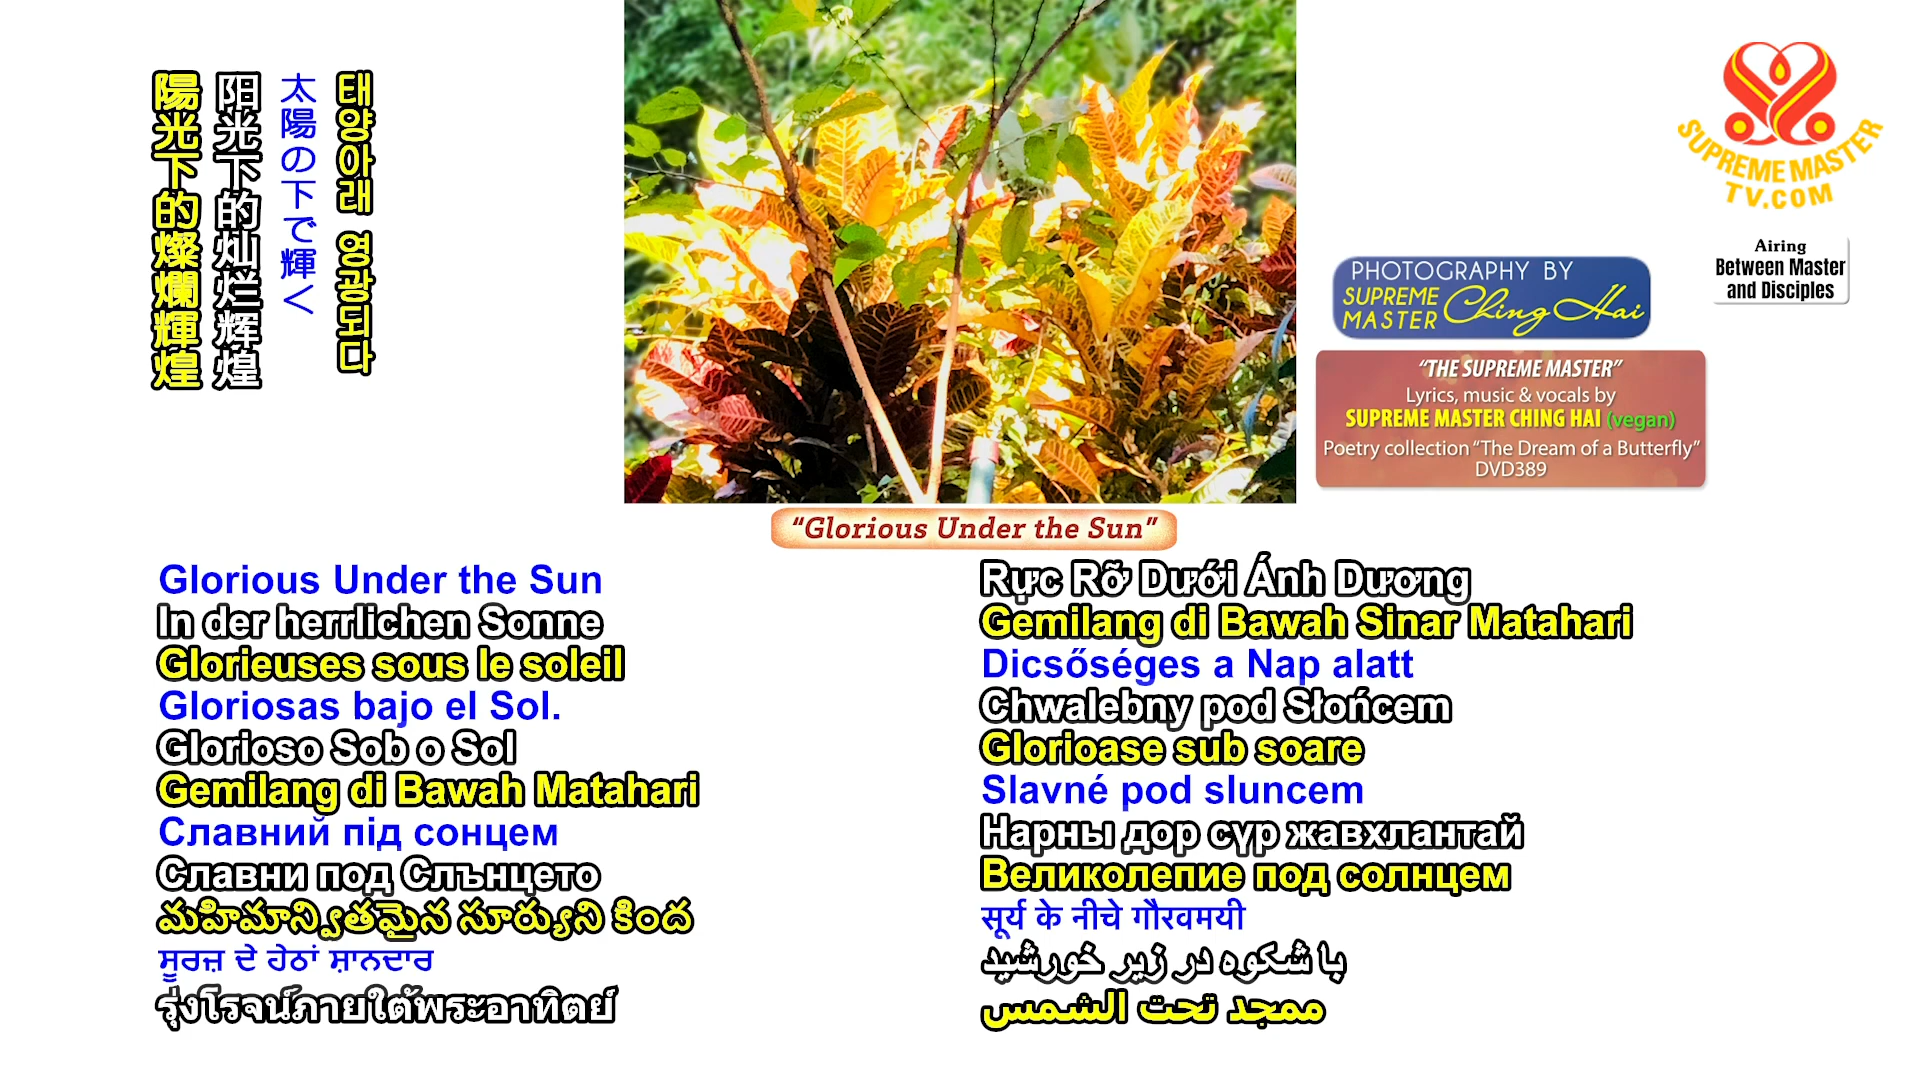 陽光下的燦爛輝煌
阳光下的灿烂辉煌
太陽の下で輝く
태양아래 영광되다
SUPREME MASTER
TV.COM
Airing
Between Master
and Disciples
PHOTOGRAPHY BY
SUPREME
MASTER Ching Hai
“THE SUPREME MASTER”
Lyrics, music & vocals by
SUPREME MASTER CHING HAI (vegan)
Poetry collection “The Dream of a Butterfly”
DVD389
“Glorious Under the Sun”
Glorious Under the Sun
In der herrlichen Sonne
Glorieuses sous le soleil
Gloriosas bajo el Sol.
Glorioso Sob o Sol
Gemilang di Bawah Matahari
Славний під сонцем
Славни под Слънцето
మహిమాన్వితమైన సూర్యుని కింద
ਸੂਰਜ਼ ਦੇ ਹੇਠਾਂ ਸ਼ਾਨਦਾਰ
รุ่งโรจน์ภายใต้พระอาทิตย์
Rực Rỡ Dưới Ánh Dương
Gemilang di Bawah Sinar Matahari
Dicsőséges a Nap alatt
Chwalebny pod Słońcem
Glorioase sub soare
Slavné pod sluncem
Нарны дор сүр жавхлантай
Великолепие под солнцем
सूर्य के नीचे गौरवमयी
با شکوه در زیر خورشید
ممجد تحت الشمس